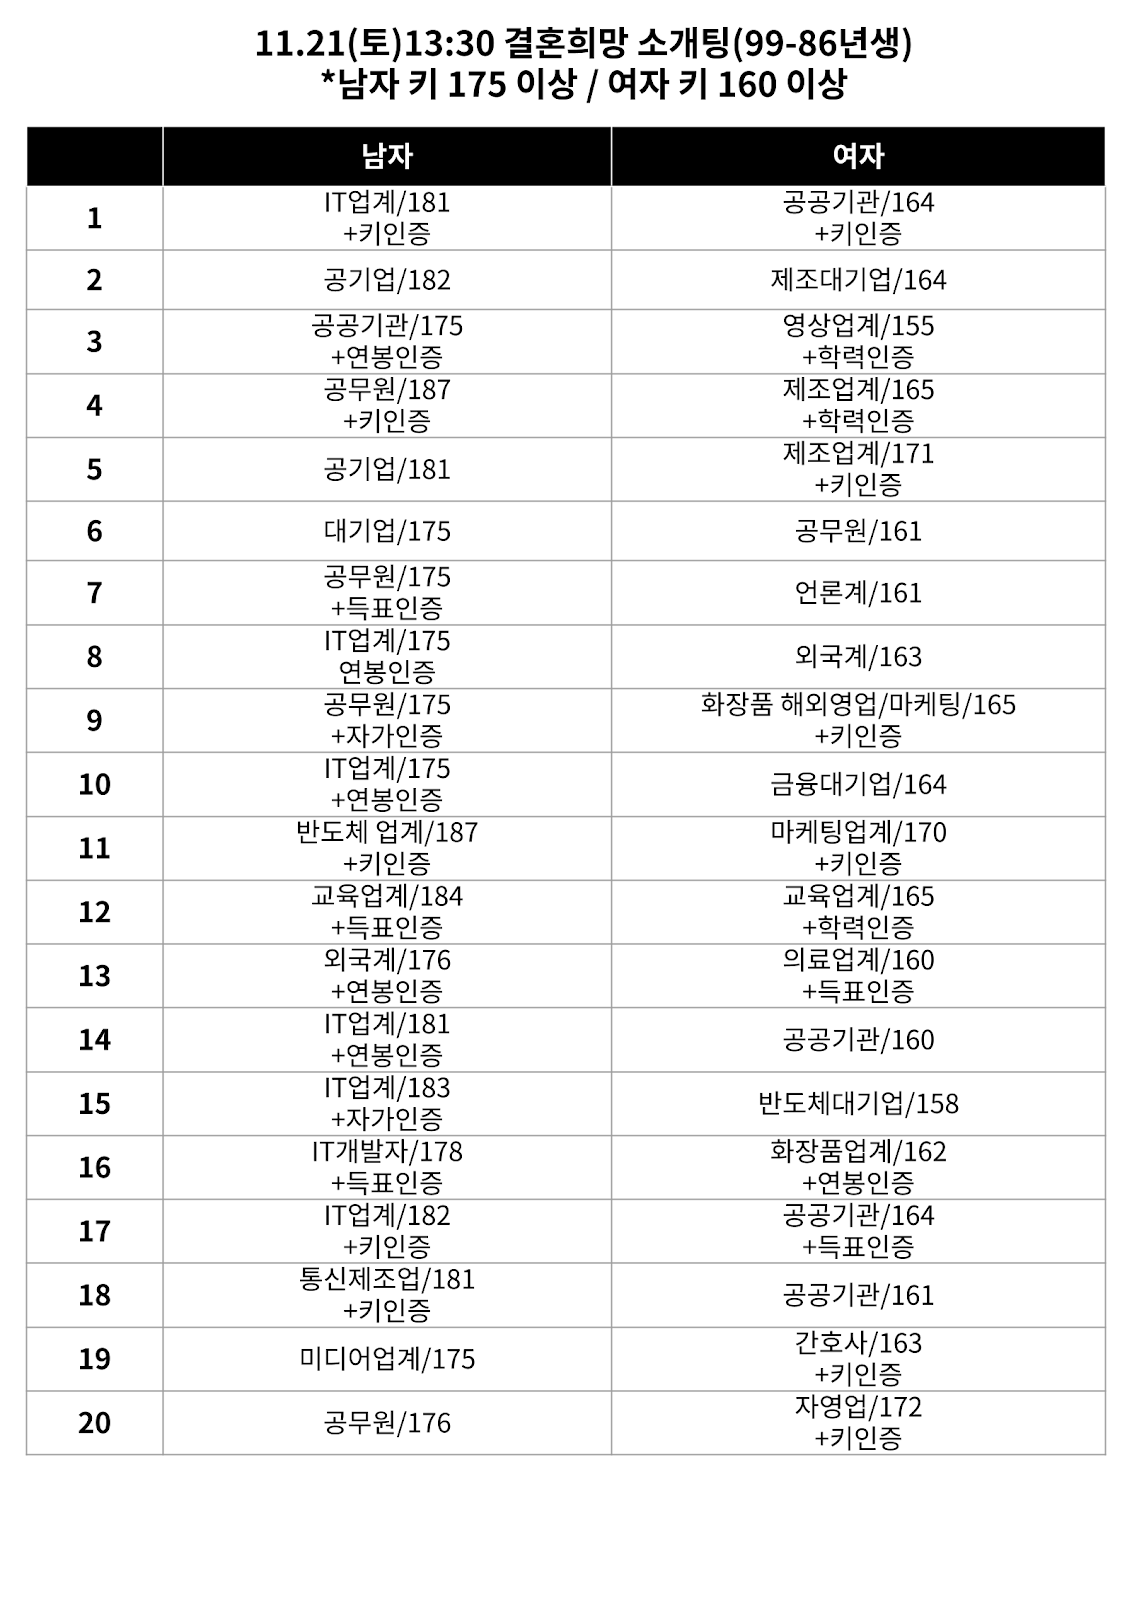 11.21(토)13:30 결혼희망 소개팅(99-86년생)
*남자 키 175 이상 / 여자 키 160 이상
남자 여자
1
IT업계/181
+키인증
공공기관/164
+키인증
2
공기업/182
제조대기업/164
3
공공기관/175
+연봉인증
영상업계/155
+학력인증
4
공무원/187
+키인증
제조업계/165
+학력인증
5
공기업/181
제조업계/171
+키인증
6
대기업/175
공무원/161
7
공무원/175
+득표인증
언론계/161
8
IT업계/175
연봉인증
외국계/163
9
공무원/175
+자가인증
화장품 해외영업/마케팅/165
+키인증
10
IT업계/175
+연봉인증
금융대기업/164
11
반도체 업계/187
+키인증
마케팅업계/170
+키인증
12
교육업계/184
+득표인증
교육업계/165
+학력인증
13
외국계/176
+연봉인증
의료업계/160
+득표인증
14
IT업계/181
+연봉인증
공공기관/160
15
IT업계/183
+자가인증
반도체대기업/158
16
IT개발자/178
+득표인증
화장품업계/162
+연봉인증
17
IT업계/182
+키인증
공공기관/164
+득표인증
18
통신제조업/181
+키인증
공공기관/161
19
미디어업계/175
간호사/163
+키인증
20
공무원/176
자영업/172
+키인증